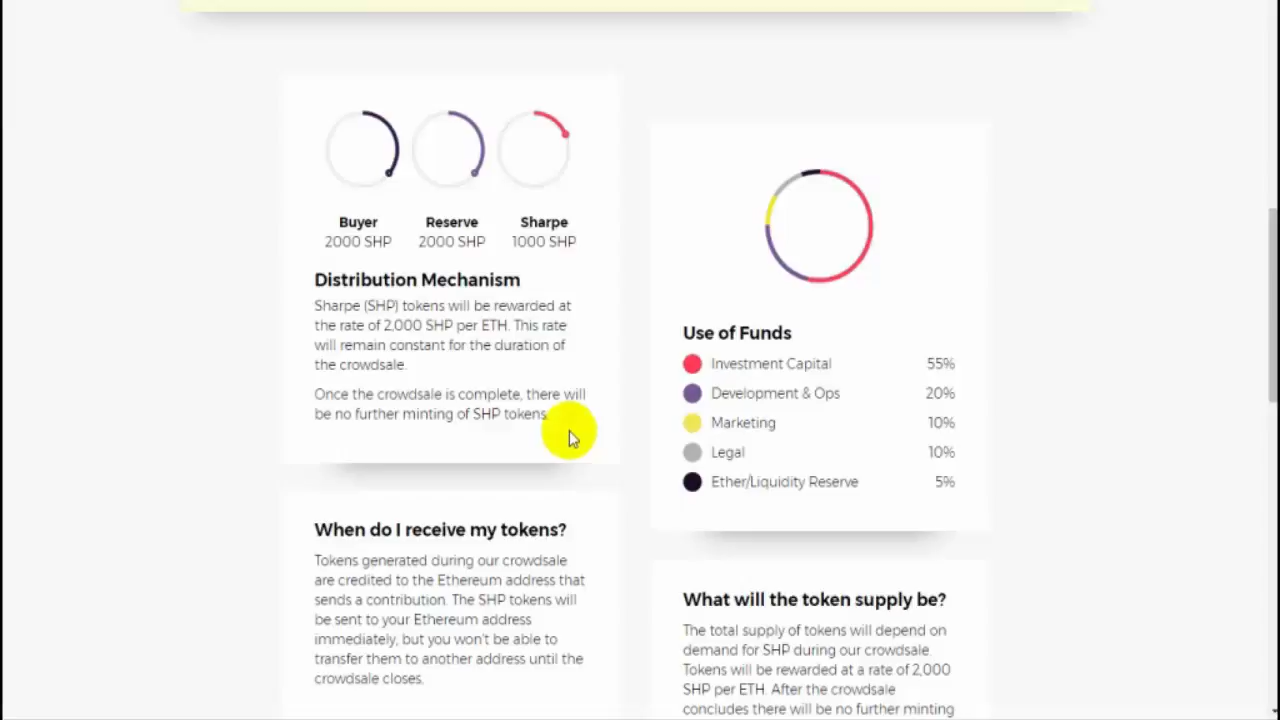 Buyer
2000 SHP
Reserve
2000 SHP
Sharpe
1000 SHP
Distribution Mechanism
Sharpe (SHP) tokens will be rewarded at
the rate of 2,000 SHP per ETH. This rate
will remain constant for the duration of
the crowdsale.
Once the crowdsale is complete, there will
be no further minting of SHP tokens.
When do I receive my tokens?
Tokens generated during our crowdsale
are credited to the Ethereum address that
sends a contribution. The SHP tokens will
be sent to your Ethereum address
immediately, but you won't be able to
transfer them to another address until the
crowdsale closes.
Use of Funds
Investment Capital 55%
Development & Ops 20%
Marketing 10%
Legal 10%
Ether/Liquidity Reserve 5%
What will the token supply be?
The total supply of tokens will depend on
demand for SHP during our crowdsale.
Tokens will be rewarded at a rate of 2,000
SHP per ETH. After the crowdsale
concludes there will be no further minting